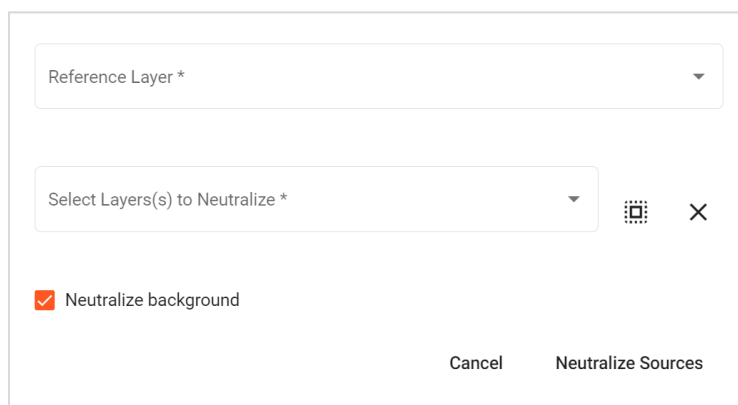 Reference Layer *
Select Layers(s) to Neutralize *
Neutralize background
Cancel Neutralize Sources